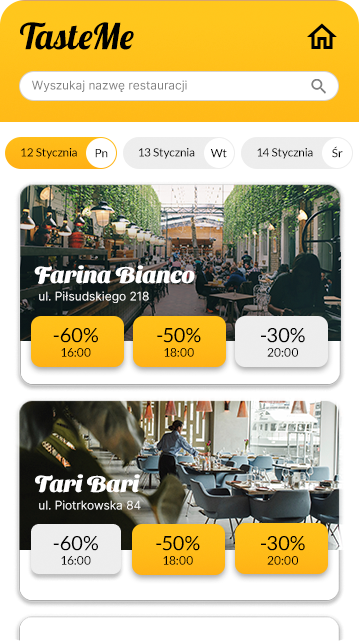 TasteMe
Wyszukaj nazwę restauracji
12 Stycznia Pn 13 Stycznia Wt 14 Stycznia Śr
Farina Bianco
ul. Piłsudskiego 218
-60% -50% -30%
16:00 18:00 20:00
Tari Bari
ul. Piotrkowska 84
-60% -50% -30%
16:00 18:00 20:00